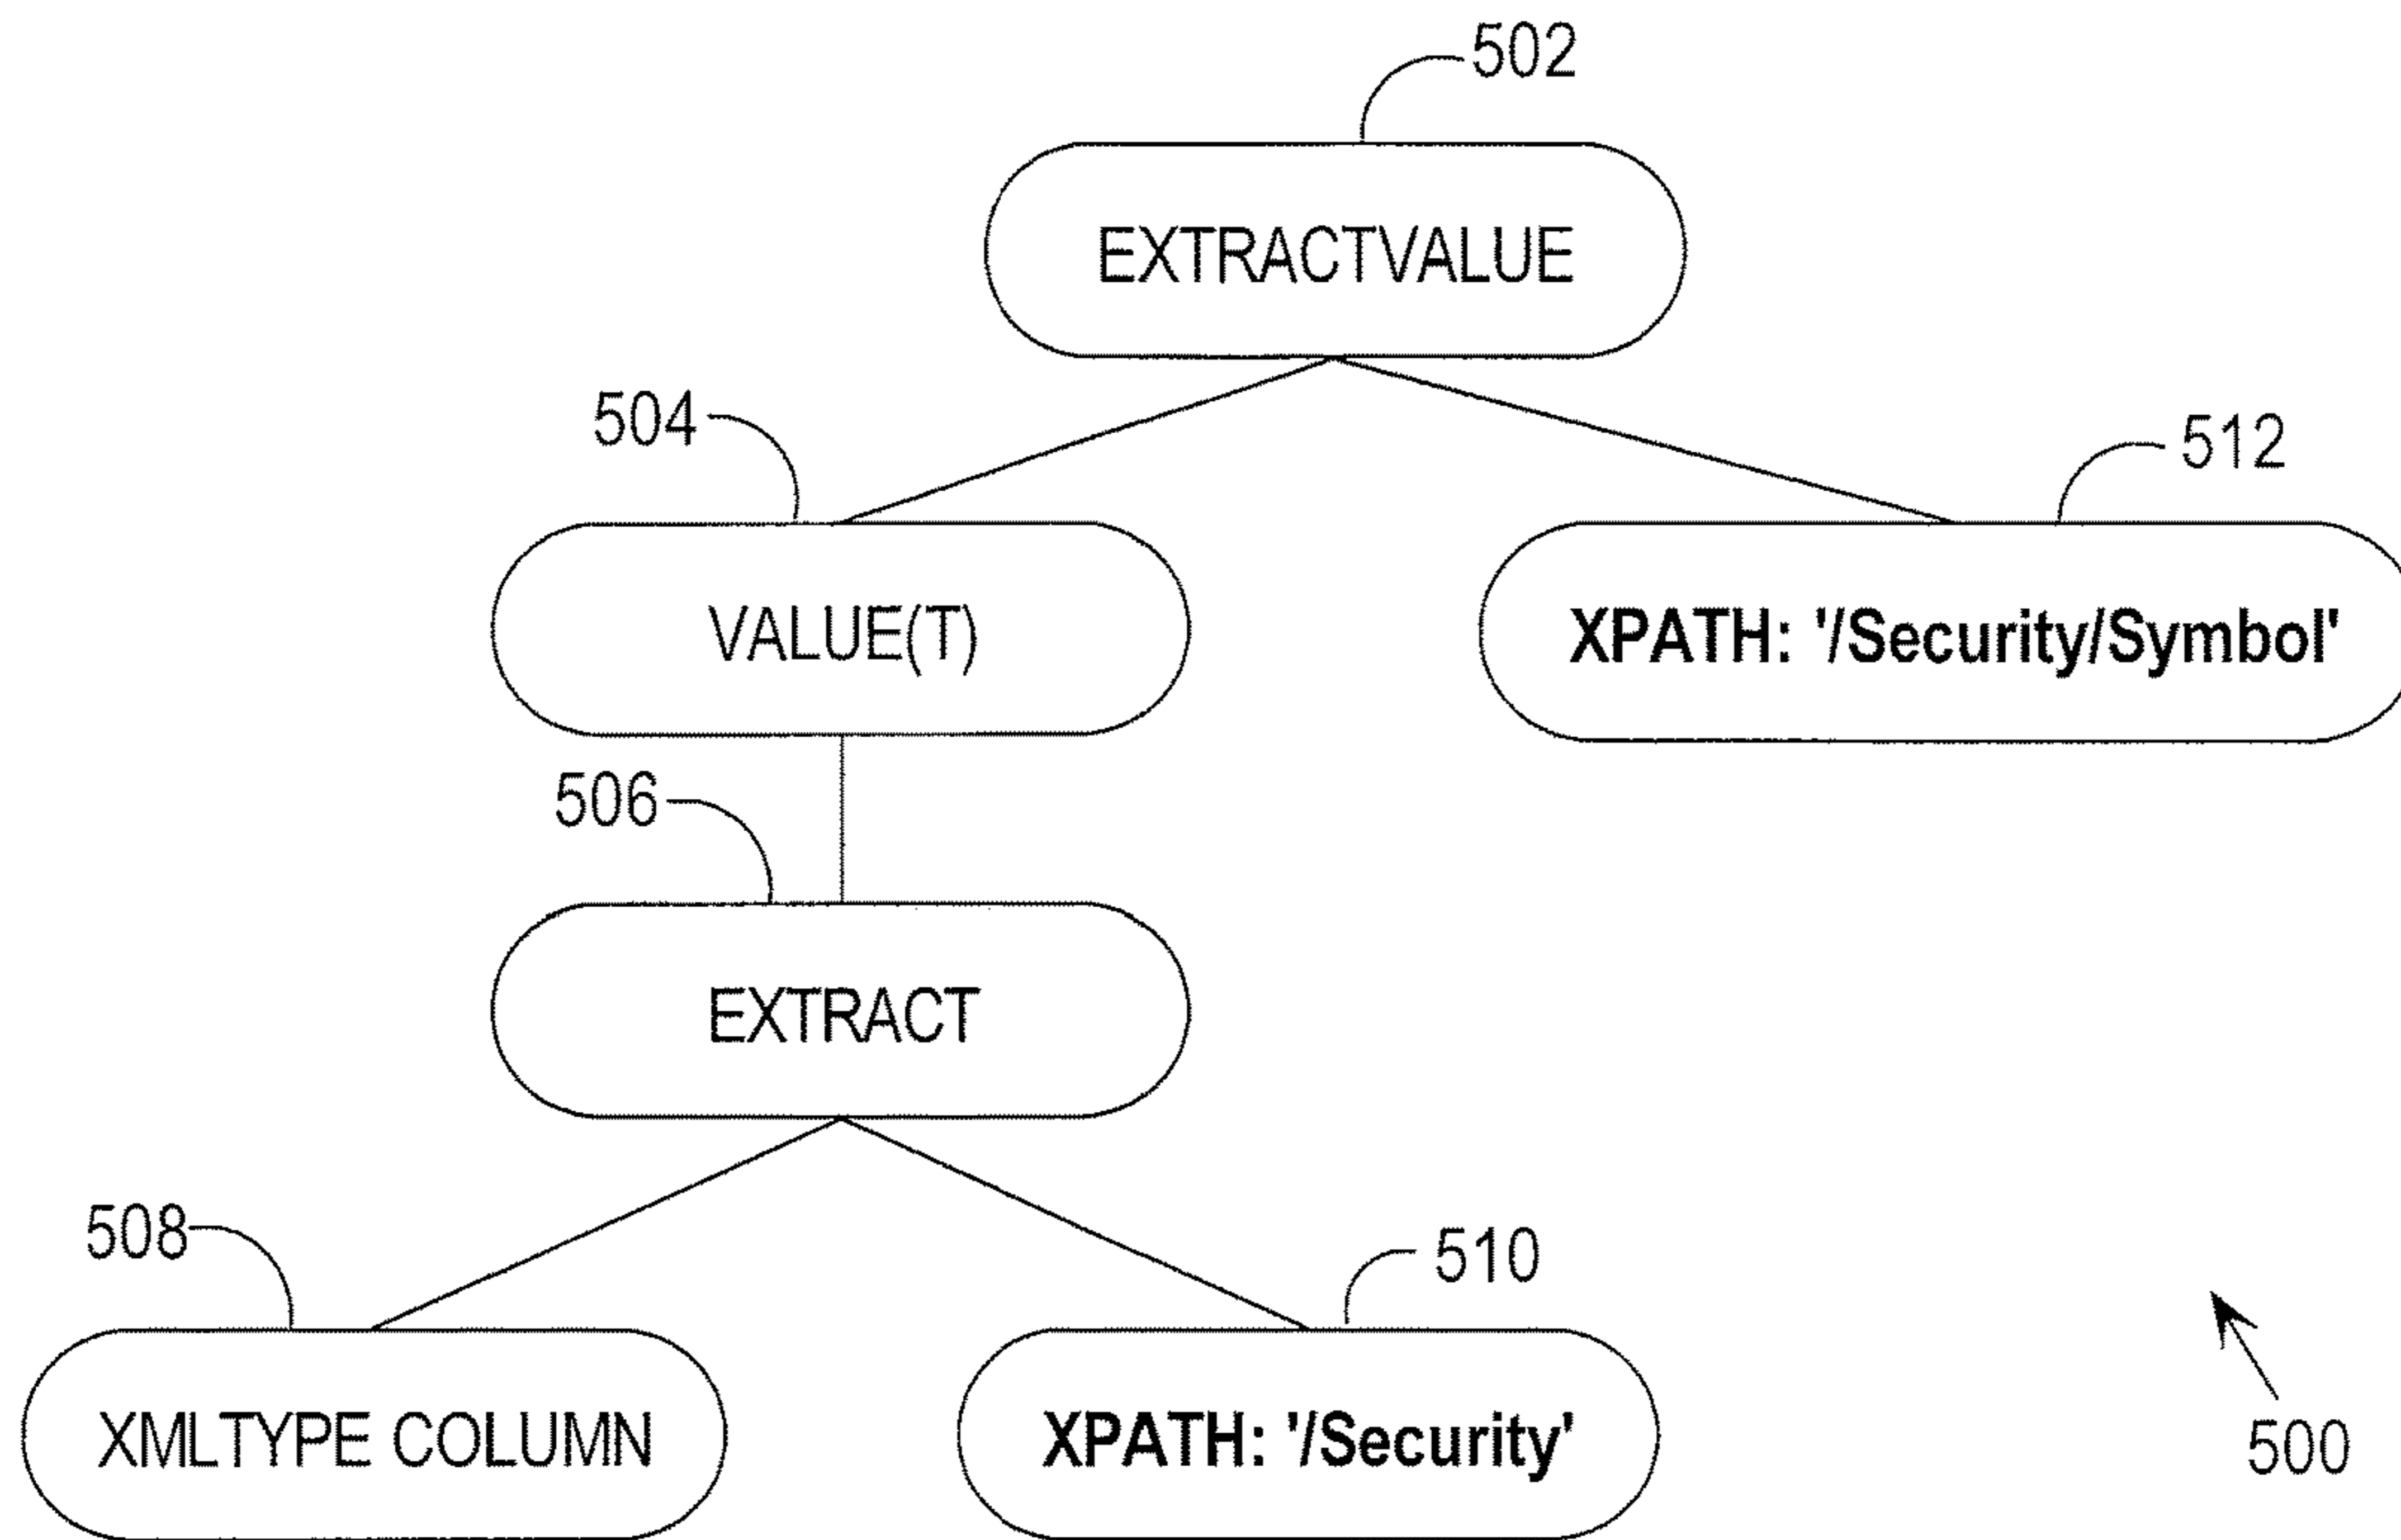 502
EXTRACTVALUE
504
512
VALUE(T)
XPATH: '/Security/Symbol'
506
EXTRACT
508
510
XMLTYPE COLUMN
XPATH: '/Security'
500